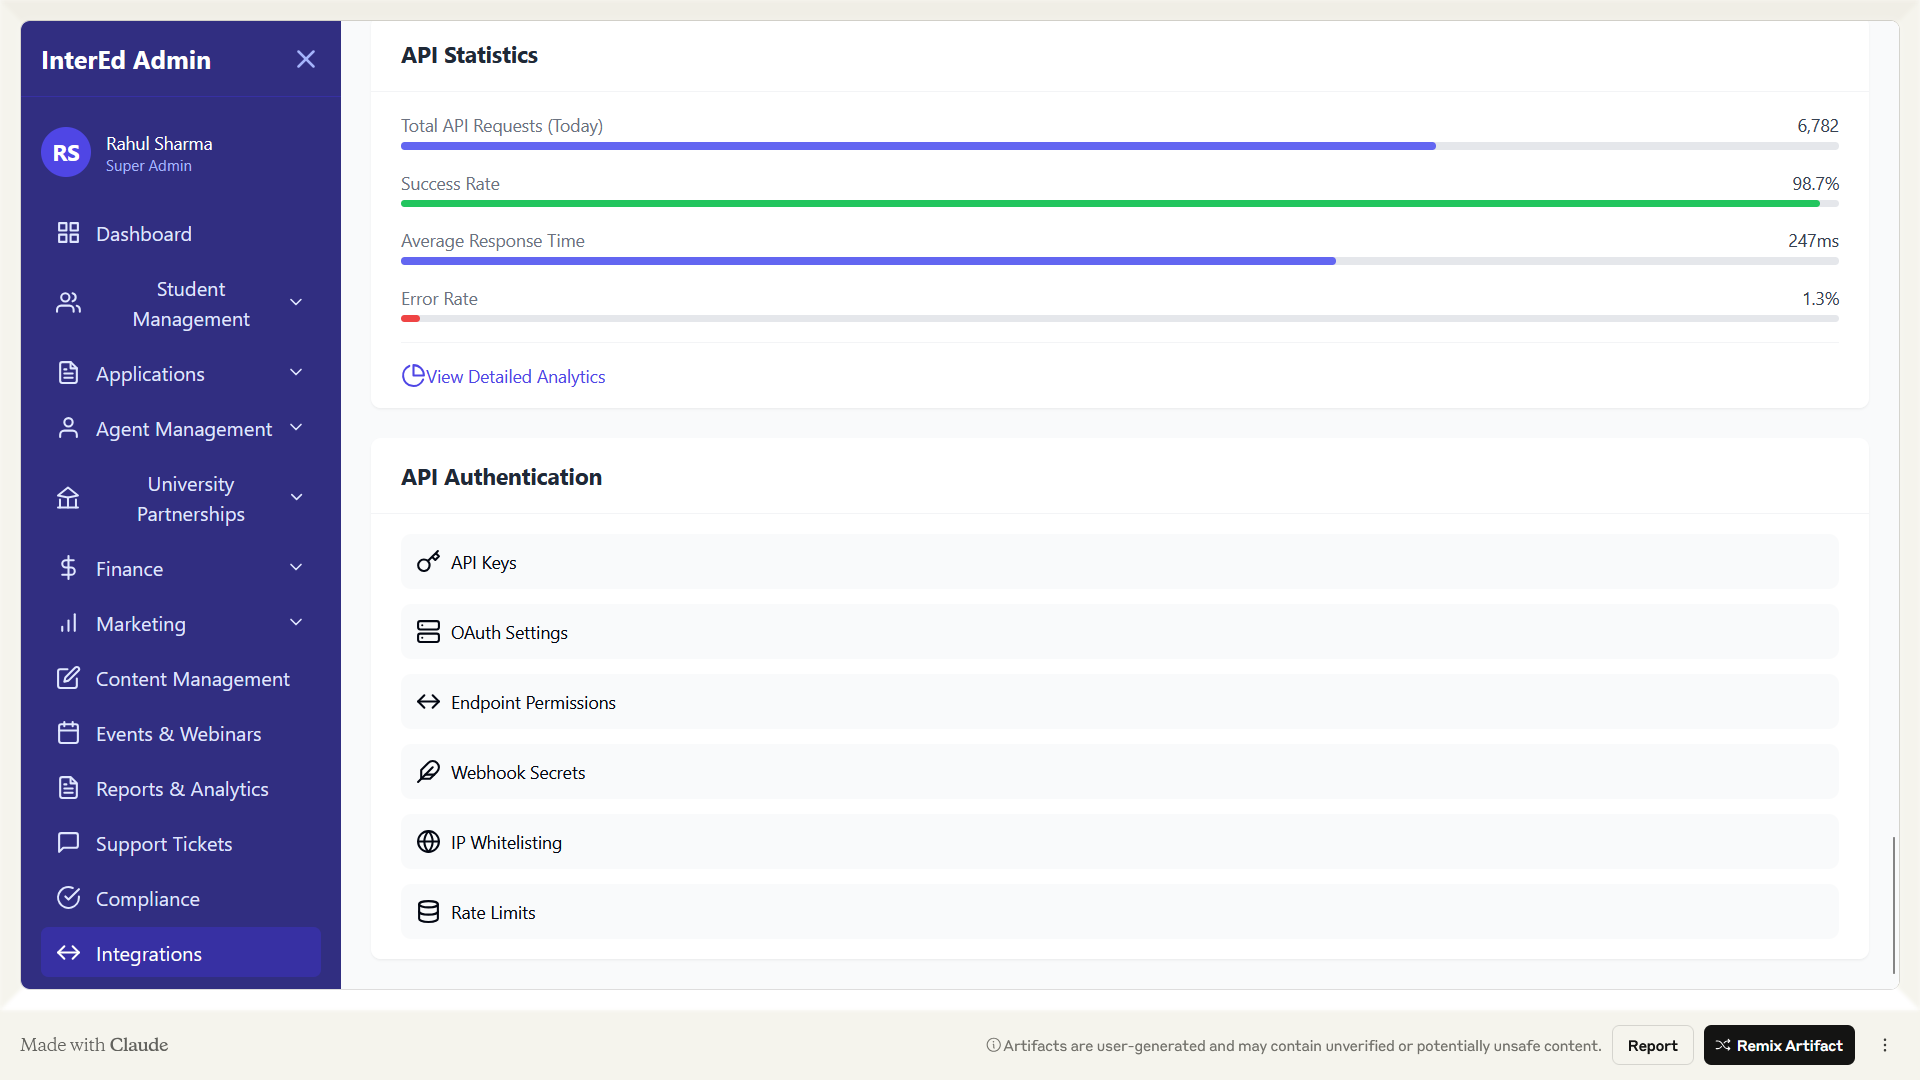 InterEd Admin
RS
Rahul Sharma
Super Admin
Dashboard
Student
Management
Applications
Agent Management
University
Partnerships
Finance
Marketing
Content Management
Events & Webinars
Reports & Analytics
Support Tickets
Compliance
Integrations
API Statistics
Total API Requests (Today) 6,782
Success Rate 98.7%
Average Response Time 247ms
Error Rate 1.3%
View Detailed Analytics
API Authentication
API Keys
OAuth Settings
Endpoint Permissions
Webhook Secrets
IP Whitelisting
Rate Limits
Made with Claude
Artifacts are user-generated and may contain unverified or potentially unsafe content.
Report
Remix Artifact